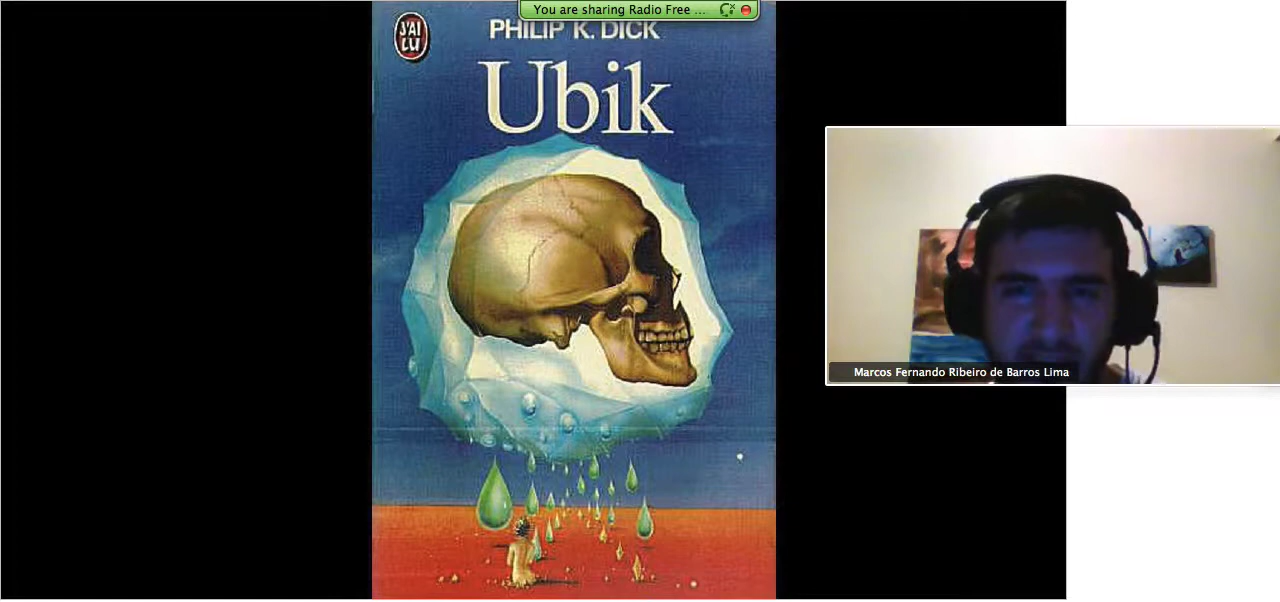 You are sharing Radio Free ...
J'AI
LU
PHILIP K. DICK
Ubik
Marcos Fernando Ribeiro de Barros Lima